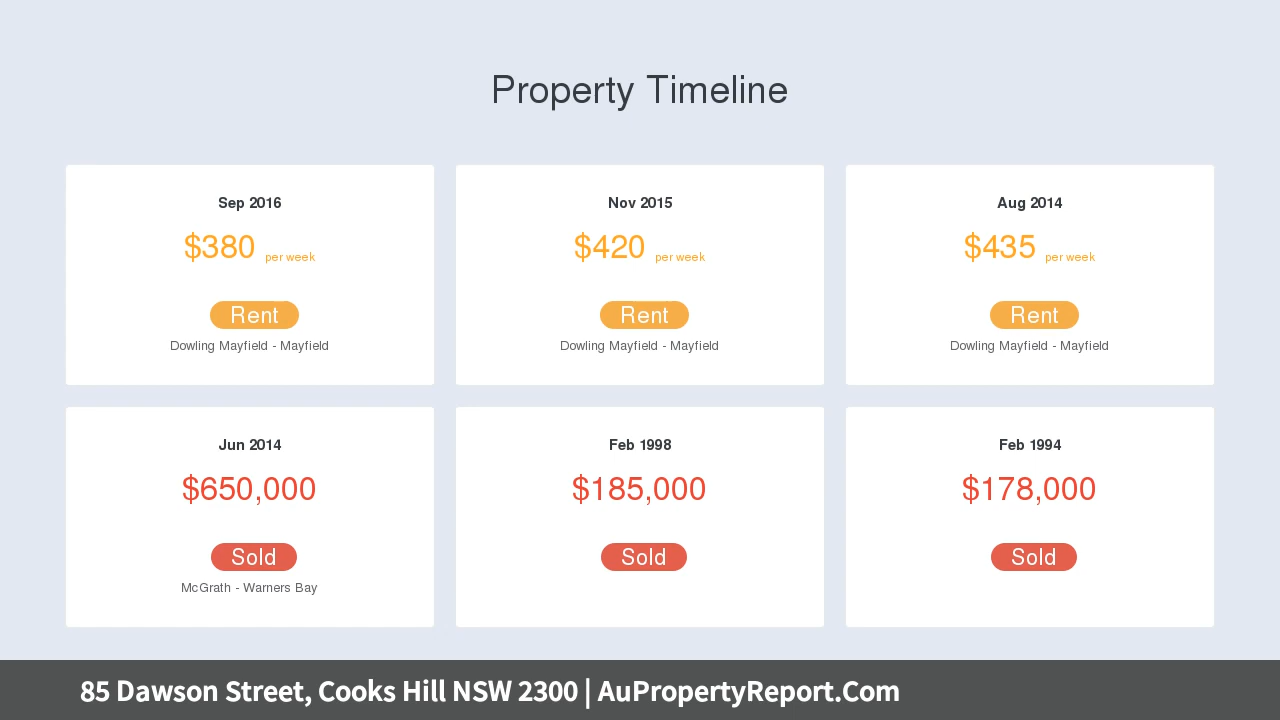 Property Timeline
Sep 2016
$380 per week
Rent
Dowling Mayfield - Mayfield
Nov 2015
$420 per week
Rent
Dowling Mayfield - Mayfield
Aug 2014
$435 per week
Rent
Dowling Mayfield - Mayfield
Jun 2014
$650,000
Sold
McGrath - Warners Bay
Feb 1998
$185,000
Sold
Feb 1994
$178,000
Sold
85 Dawson Street, Cooks Hill NSW 2300 | AuPropertyReport.Com